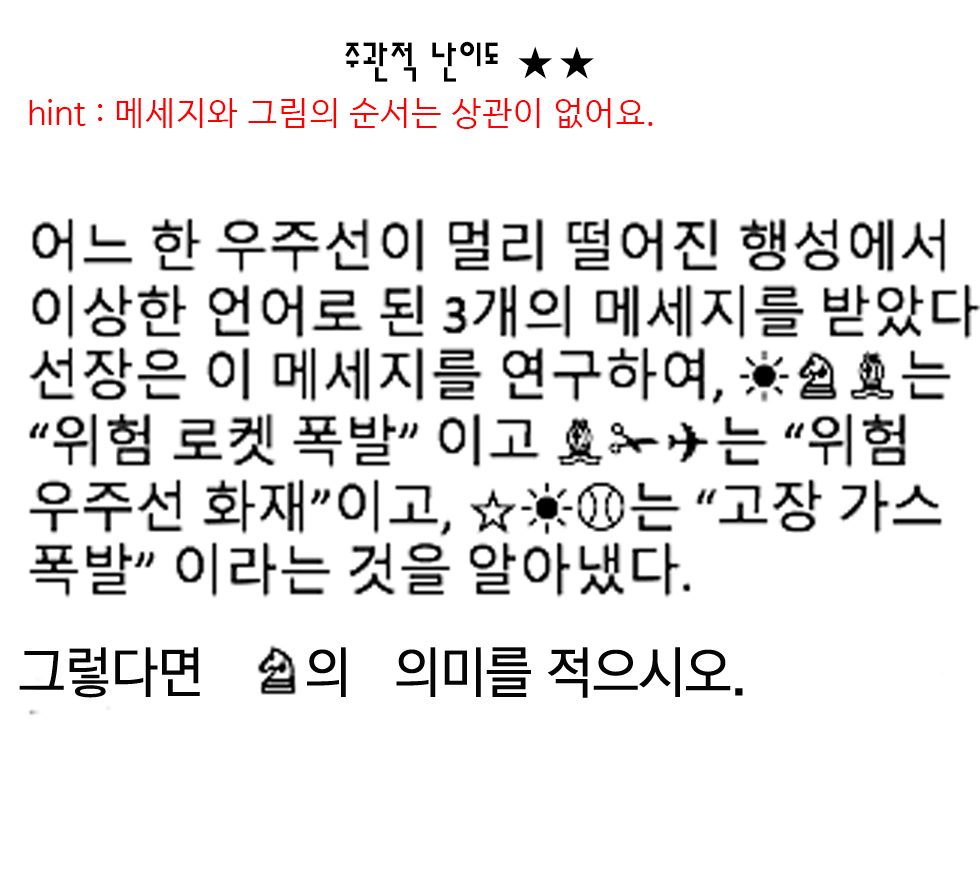 주관적 난이도 ★★
hint : 메세지와 그림의 순서는 상관이 없어요.
어느 한 우주선이 멀리 떨어진 행성에서
이상한 언어로 된 3개의 메세지를 받았다
선장은 이 메세지를 연구하여, ☀♞🕯는
“위험 로켓 폭발” 이고 🕯✂✈는 “위험
우주선 화재”이고, ☆☀⚾는 “고장 가스
폭발” 이라는 것을 알아냈다.
그렇다면 ♞의 의미를 적으시오.